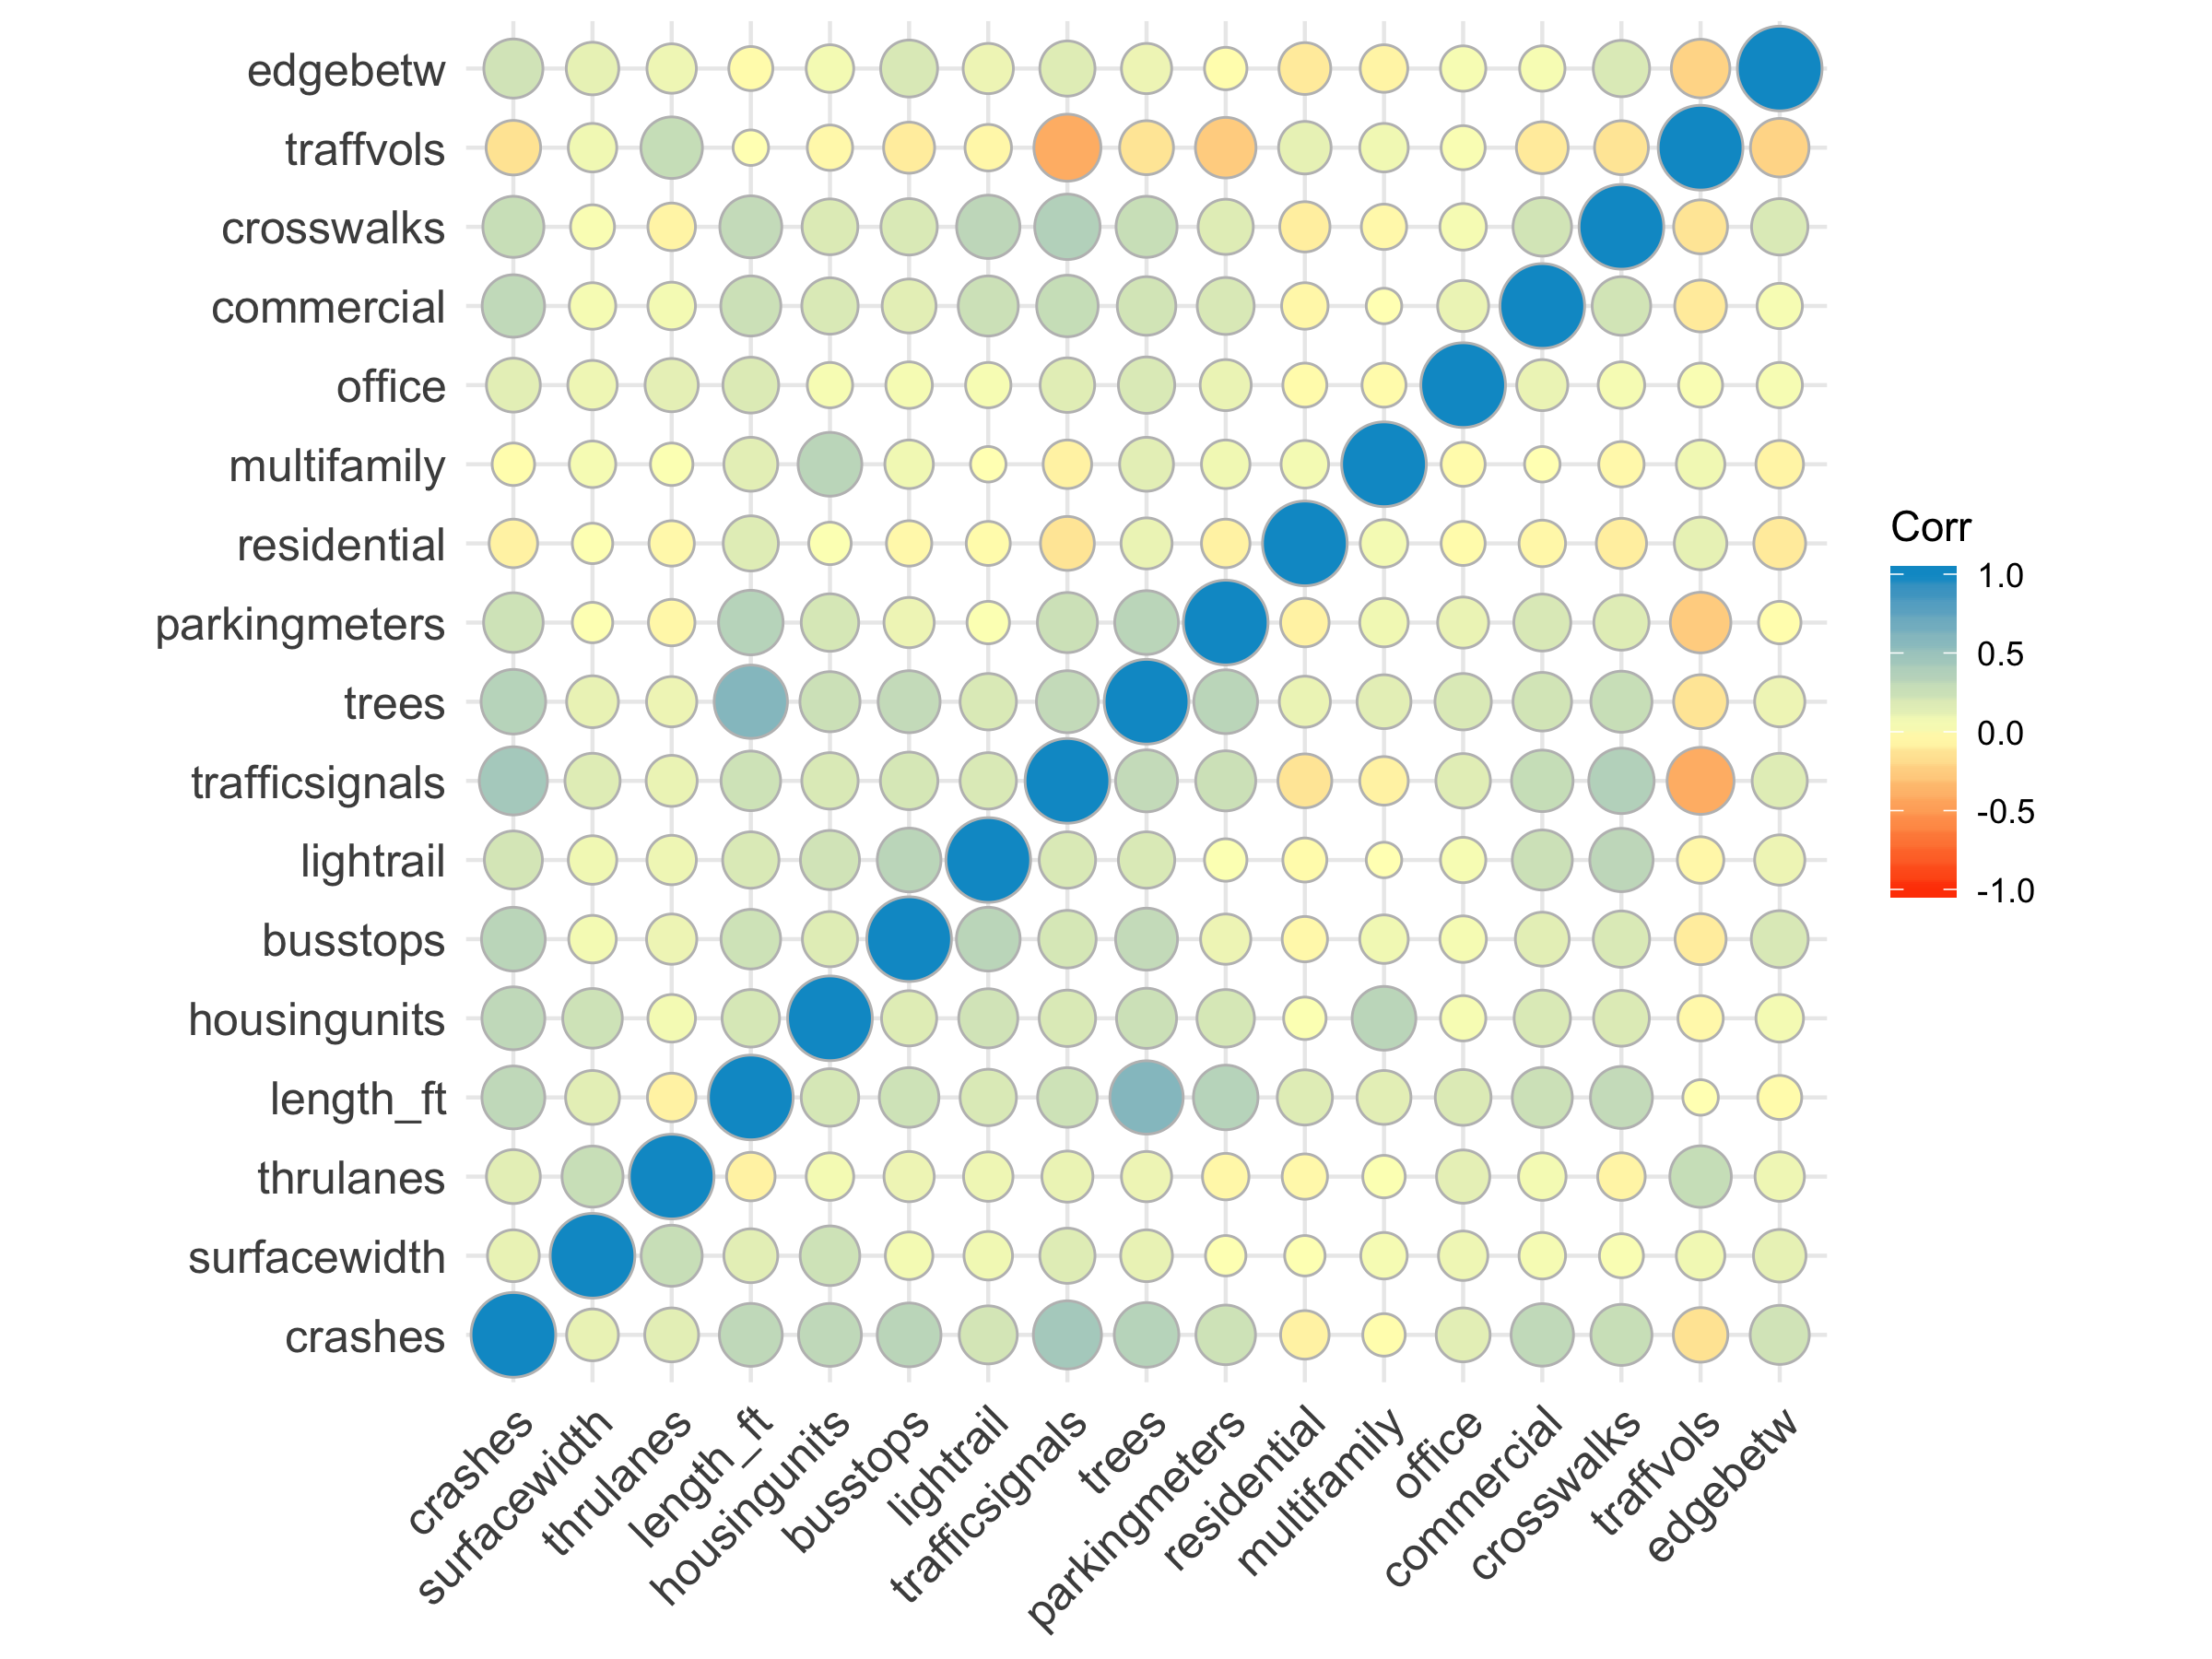 edgebetw
traffvols
crosswalks
commercial
office
multifamily
residential
parkingmeters
trees
trafficsignals
lightrail
busstops
housingunits
length_ft
thrulanes
surfacewidth
crashes
crashes
surfacewidth
thrulanes
length_ft
housingunits
busstops
lightrail
trafficsignals
trees
parkingmeters
residential
multifamily
office
commercial
crosswalks
traffvols
edgebetw
Corr
1.0
0.5
0.0
-0.5
-1.0